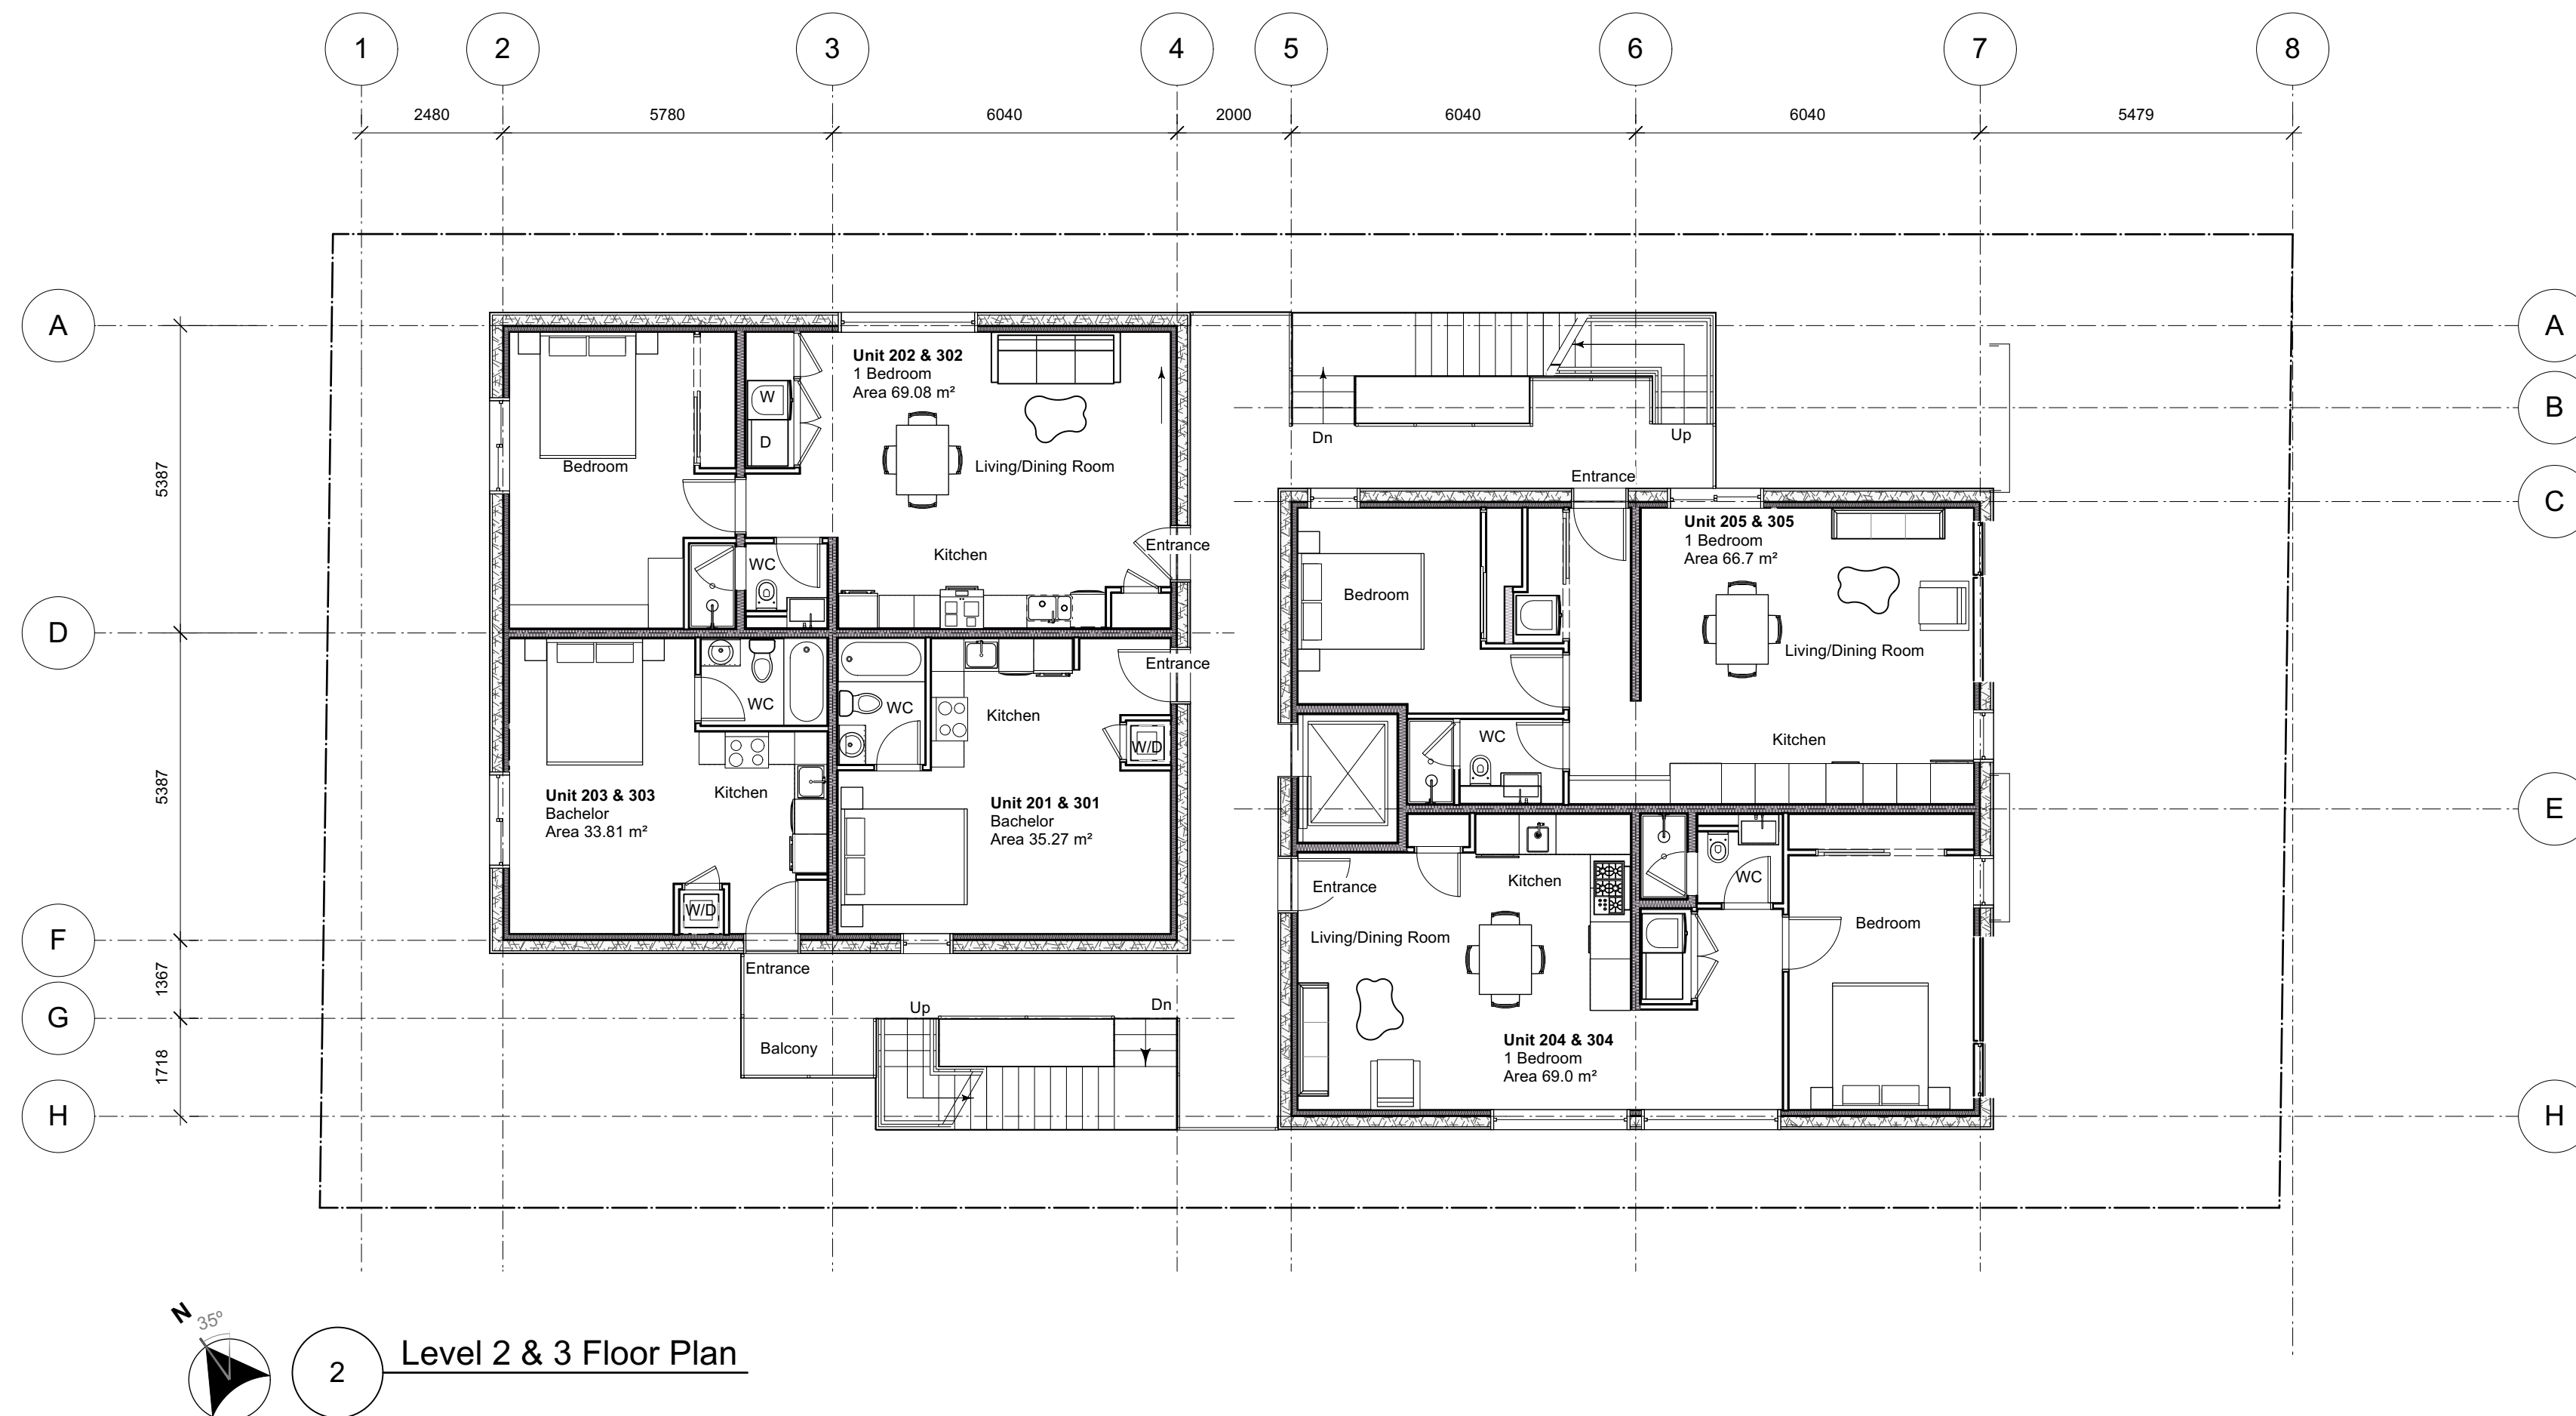 1 2 3 4 5 6 7 8
2480 5780 6040 2000 6040 6040 5479
A A
B
C
D
E
F
G
H H
5387
5387
1367
1718
Unit 202 & 302
1 Bedroom
Area 69.08 m²
W
D
Bedroom
Living/Dining Room
Kitchen
WC
Entrance
Entrance
WC
Kitchen
Unit 203 & 303
Bachelor
Area 33.81 m²
W/D
WC
Kitchen
W/D
Unit 201 & 301
Bachelor
Area 35.27 m²
Entrance
Balcony
Up
Dn
Dn
Up
Entrance
Unit 205 & 305
1 Bedroom
Area 66.7 m²
Bedroom
Living/Dining Room
Kitchen
WC
Entrance
Kitchen
Living/Dining Room
WC
Bedroom
Unit 204 & 304
1 Bedroom
Area 69.0 m²
N
35°
2
Level 2 & 3 Floor Plan